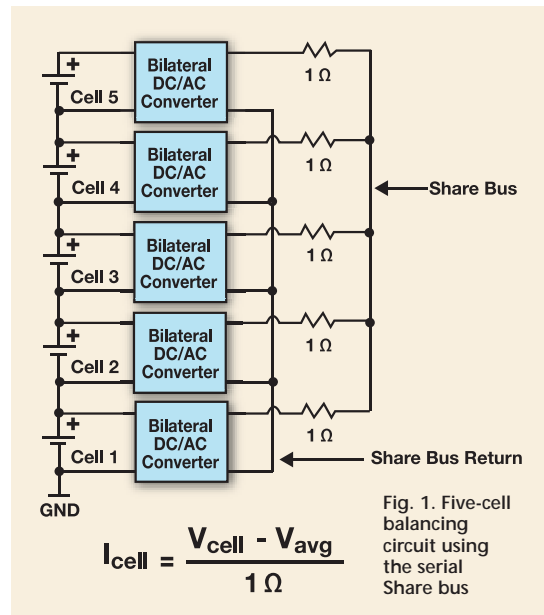 +
Bilateral
DC/AC
Converter
1 Ω
Cell 5
+
Bilateral
DC/AC
Converter
1 Ω
Cell 4
Share Bus
+
Bilateral
DC/AC
Converter
1 Ω
Cell 3
+
Bilateral
DC/AC
Converter
1 Ω
Cell 2
+
Bilateral
DC/AC
Converter
1 Ω
Cell 1
Share Bus Return
GND
Icell = Vcell - Vavg
1 Ω
Fig. 1. Five-cell
balancing
circuit using
the serial
Share bus